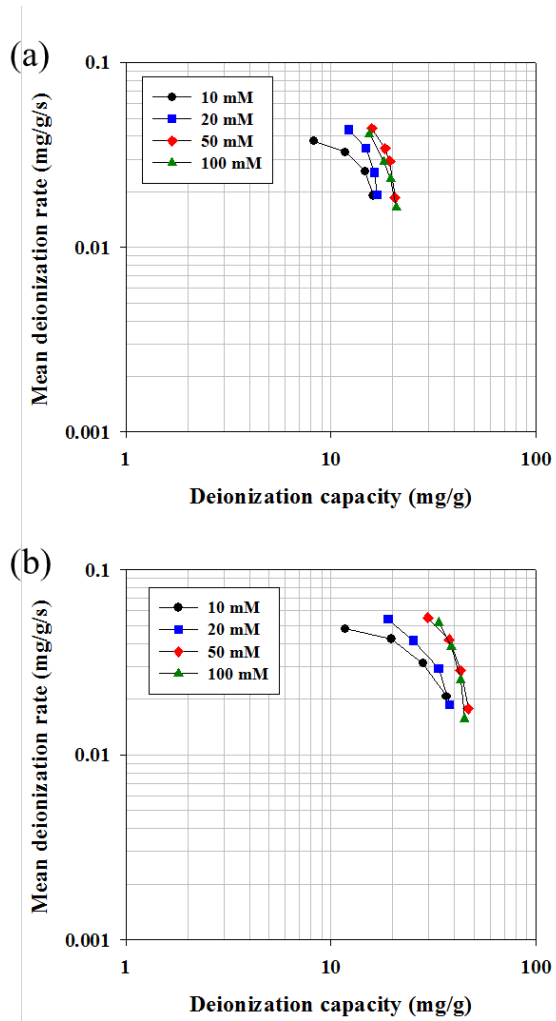 (a)
0.1
10 mM
20 mM
50 mM
100 mM
0.01
0.001
Mean deionization rate (mg/g/s)
1 10 100
Deionization capacity (mg/g)
(b)
0.1
10 mM
20 mM
50 mM
100 mM
0.01
0.001
Mean deionization rate (mg/g/s)
1 10 100
Deionization capacity (mg/g)